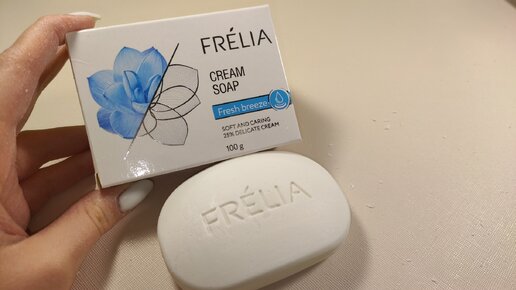 FRÉLIA
CREAM
SOAP
Fresh breeze
SOFT AND CARING
25% DELICATE CREAM
100 g
FRÉLIA